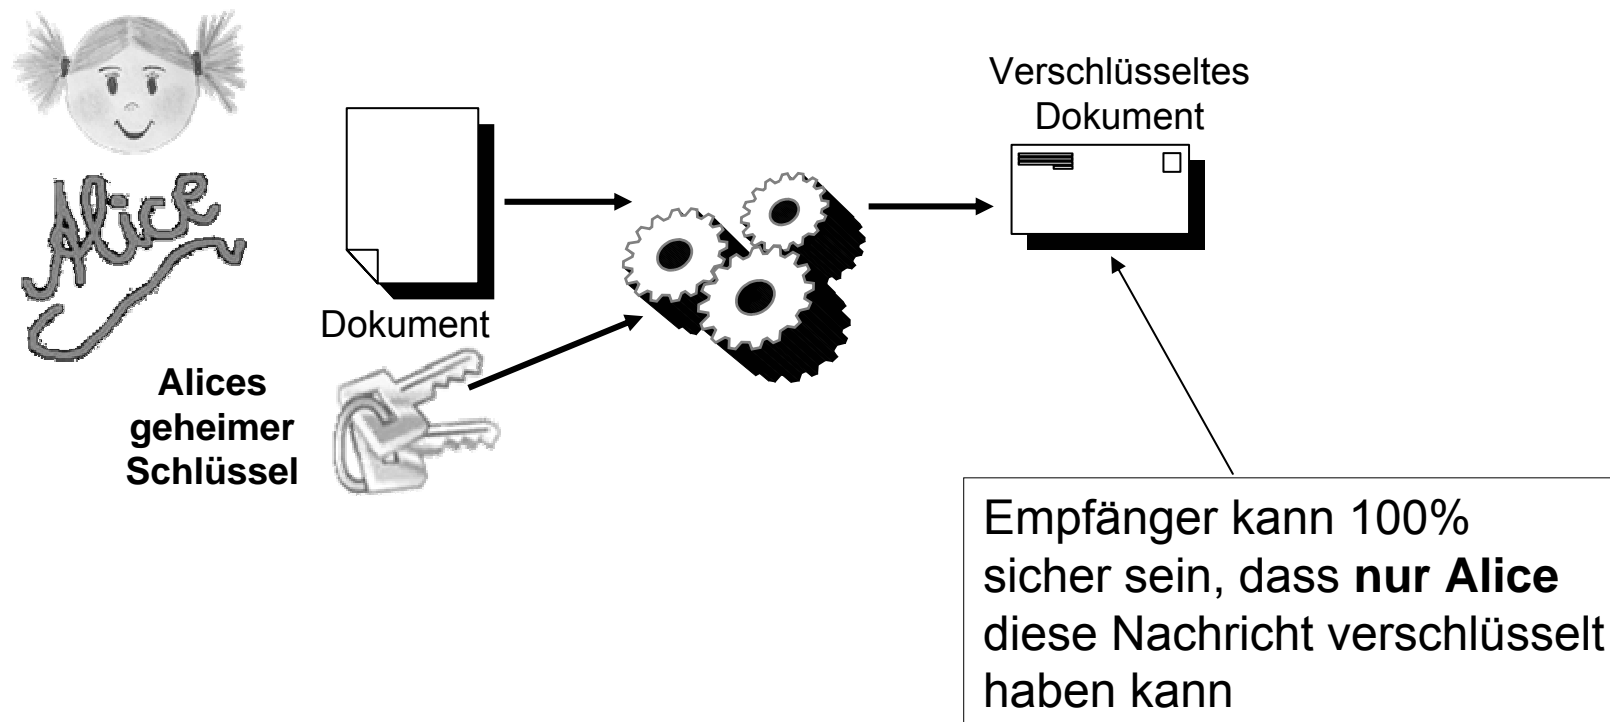 Verschlüsseltes
Dokument
Alice
Dokument
Alices
geheimer
Schlüssel
Empfänger kann 100%
sicher sein, dass nur Alice
diese Nachricht verschlüsselt
haben kann